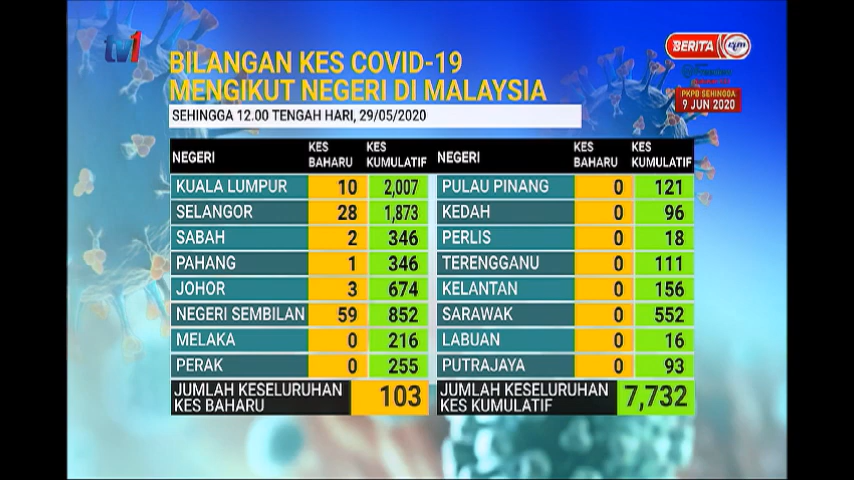 tv1
BILANGAN KES COVID-19
MENGIKUT NEGERI DI MALAYSIA
SEHINGGA 12.00 TENGAH HARI, 29/05/2020
BERITA rtm
PKPB SEHINGGA
9 JUN 2020
NEGERI KES BAHARU KES KUMULATIF NEGERI KES BAHARU KES KUMULATIF
KUALA LUMPUR 10 2,007 PULAU PINANG 0 121
SELANGOR 28 1,873 KEDAH 0 96
SABAH 2 346 PERLIS 0 18
PAHANG 1 346 TERENGGANU 0 111
JOHOR 3 674 KELANTAN 0 156
NEGERI SEMBILAN 59 852 SARAWAK 0 552
MELAKA 0 216 LABUAN 0 16
PERAK 0 255 PUTRAJAYA 0 93
JUMLAH KESELURUHAN KES BAHARU 103 JUMLAH KESELURUHAN KES KUMULATIF 7,732